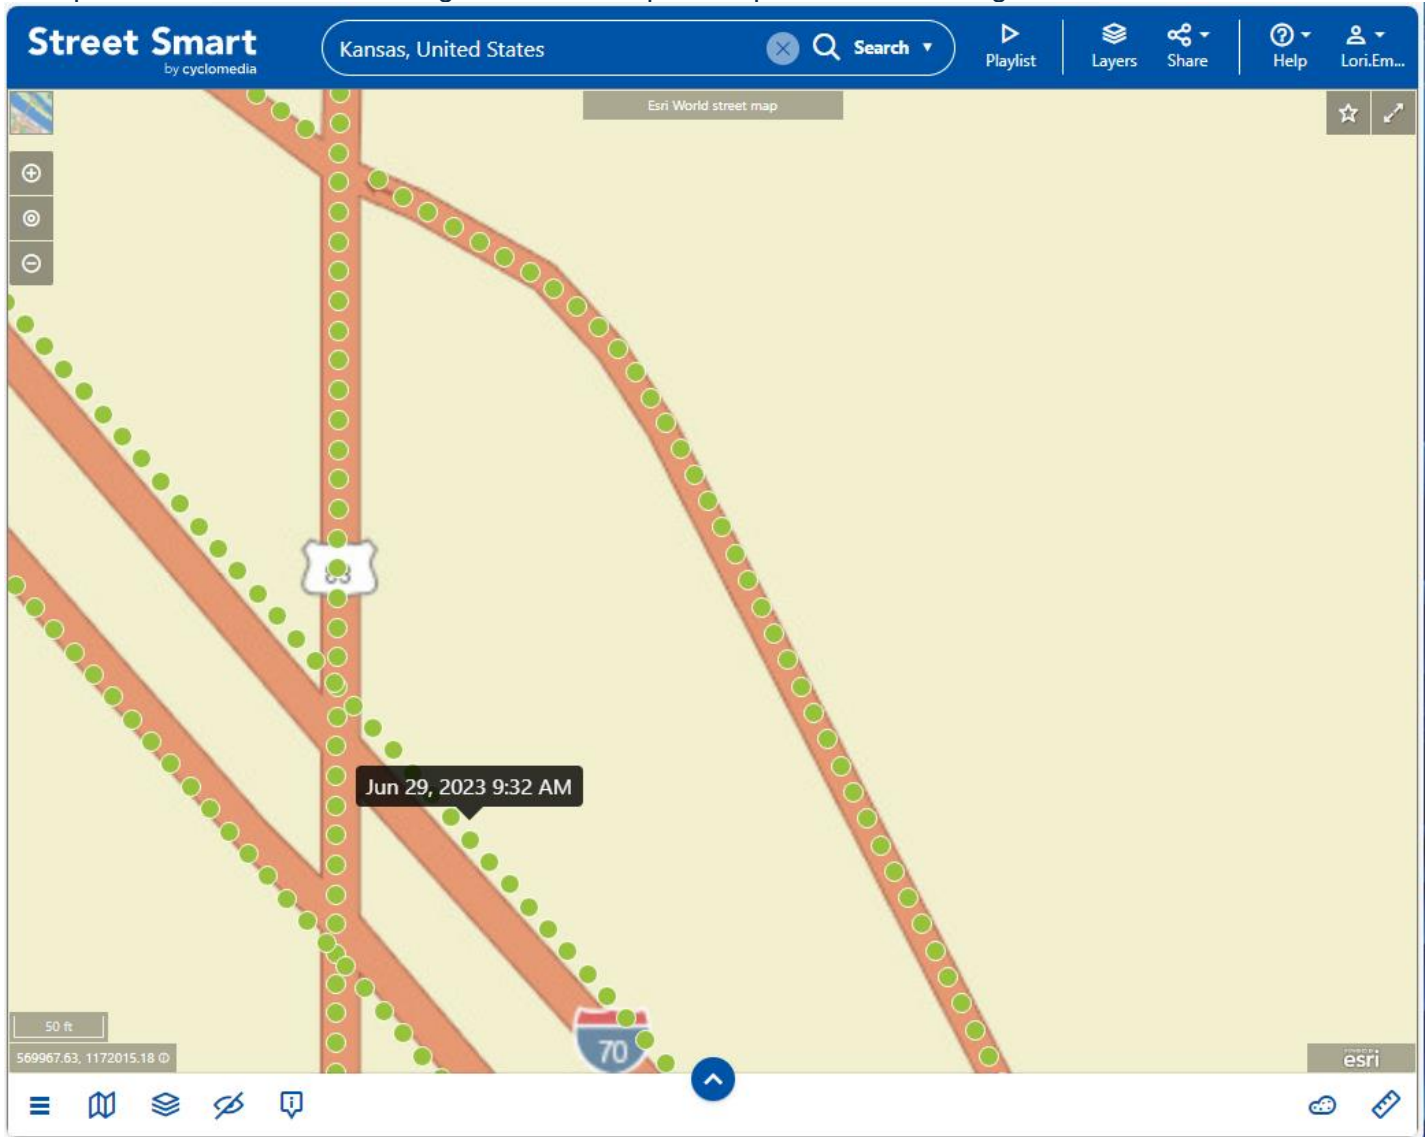 Street Smart
by cyclomedia
Kansas, United States
Search
Playlist
Layers
Share
Help
Lori.Em...
Esri World street map
83
Jun 29, 2023 9:32 AM
70
50 ft
569967.63, 1172015.18
esri